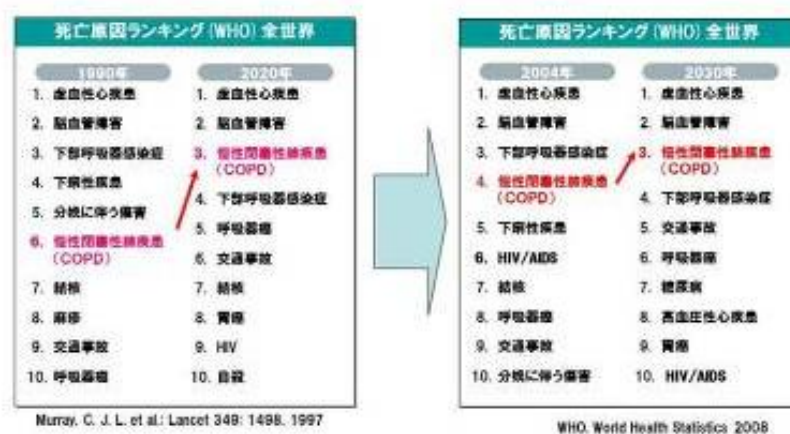 死亡原因ランキング(WHO)全世界
1990年
1. 虚血性心疾患
2. 脳血管障害
3. 下部呼吸器感染症
4. 下痢性疾患
5. 分娩に伴う傷害
6. 慢性閉塞性肺疾患
(COPD)
7. 結核
8. 麻疹
9. 交通事故
10. 呼吸器癌
2020年
1. 虚血性心疾患
2. 脳血管障害
3. 慢性閉塞性肺疾患
(COPD)
4. 下部呼吸器感染症
5. 呼吸器癌
6. 交通事故
7. 結核
8. 胃癌
9. HIV
10. 自殺
Murray. C. J. L. et al.: Lancet 349: 1498. 1997
死亡原因ランキング(WHO)全世界
2004年
1. 虚血性心疾患
2. 脳血管障害
3. 下部呼吸器感染症
4. 慢性閉塞性肺疾患
(COPD)
5. 下痢性疾患
6. HIV/AIDS
7. 結核
8. 呼吸器癌
9. 交通事故
10. 分娩に伴う傷害
2030年
1. 虚血性心疾患
2. 脳血管障害
3. 慢性閉塞性肺疾患
(COPD)
4. 下部呼吸器感染症
5. 交通事故
6. 呼吸器癌
7. 糖尿病
8. 高血圧性心疾患
9. 胃癌
10. HIV/AIDS
WHO. World Health Statistics 2008